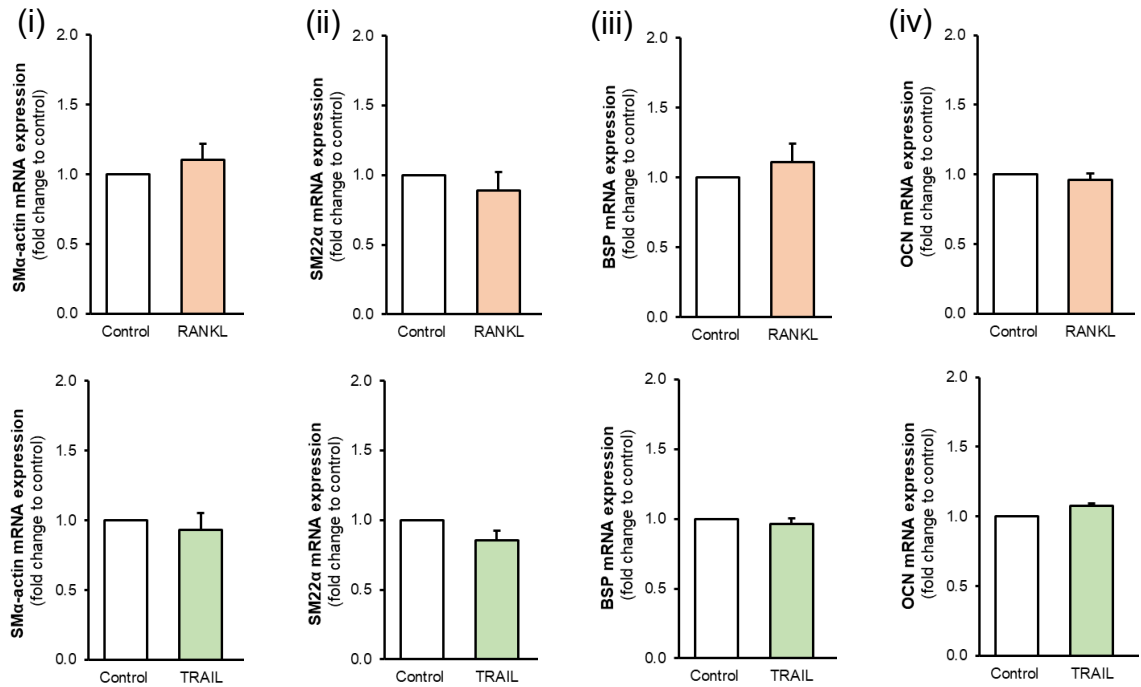 (i)
SMα-actin mRNA expression
(fold change to control)
2.0
1.5
1.0
0.5
0.0
Control RANKL
(ii)
SM22α mRNA expression
(fold change to control)
2.0
1.5
1.0
0.5
0.0
Control RANKL
(iii)
BSP mRNA expression
(fold change to control)
2.0
1.5
1.0
0.5
0.0
Control RANKL
(iv)
OCN mRNA expression
(fold change to control)
2.0
1.5
1.0
0.5
0.0
Control RANKL
SMα-actin mRNA expression
(fold change to control)
2.0
1.5
1.0
0.5
0.0
Control TRAIL
SM22α mRNA expression
(fold change to control)
2.0
1.5
1.0
0.5
0.0
Control TRAIL
BSP mRNA expression
(fold change to control)
2.0
1.5
1.0
0.5
0.0
Control TRAIL
OCN mRNA expression
(fold change to control)
2.0
1.5
1.0
0.5
0.0
Control TRAIL